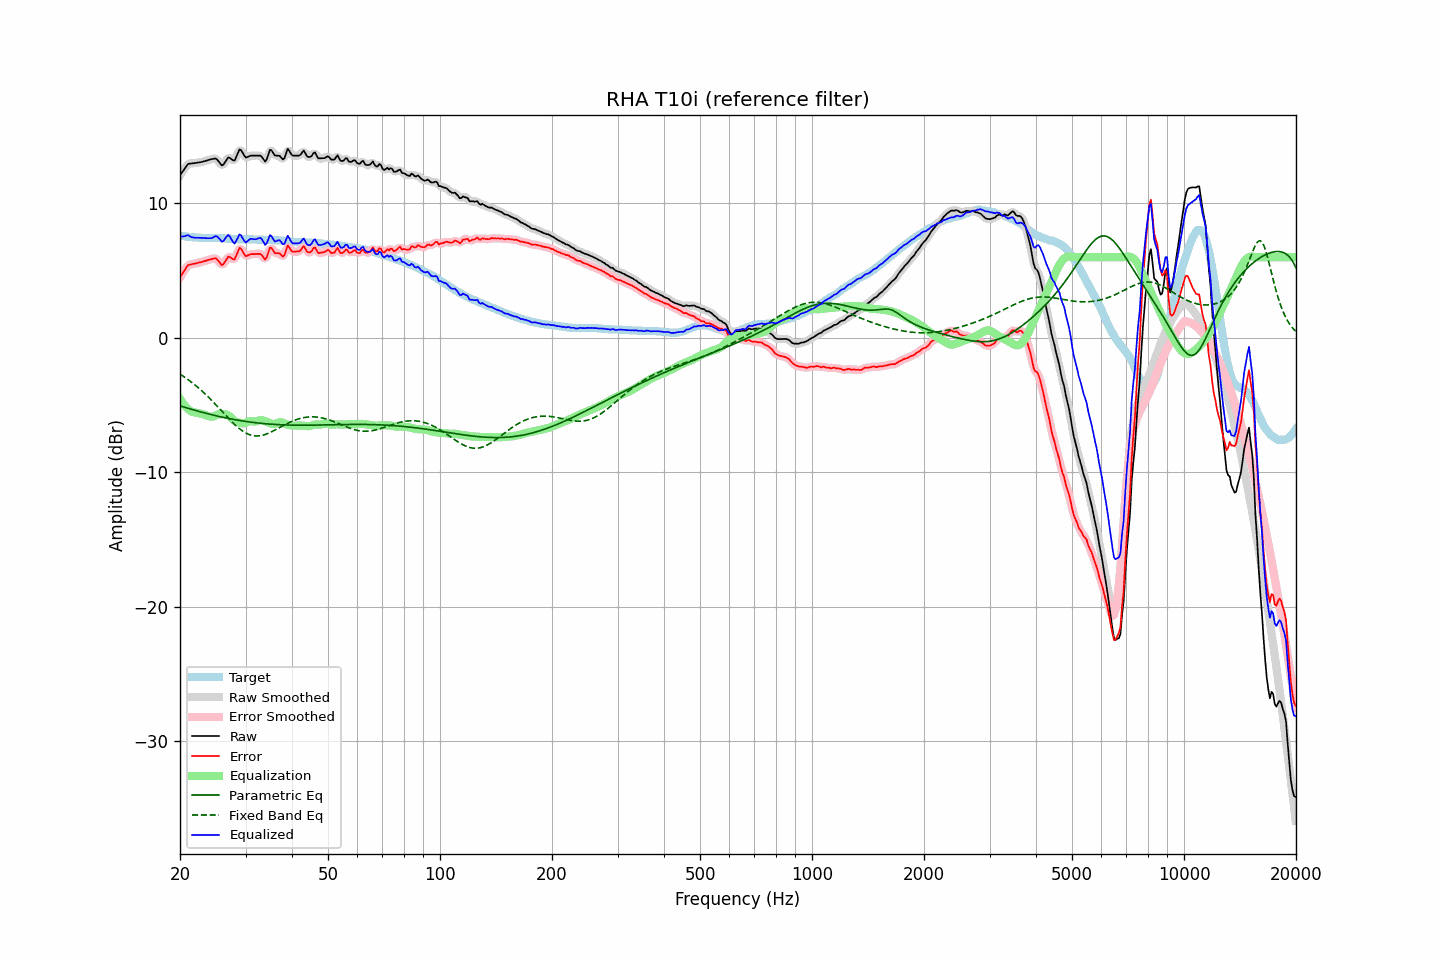 RHA T10i (reference filter)
Amplitude (dBr)
10
0
−10
−20
−30
Target
Raw Smoothed
Error Smoothed
Raw
Error
Equalization
Parametric Eq
Fixed Band Eq
Equalized
20 50 100 200 500 1000 2000 5000 10000 20000
Frequency (Hz)